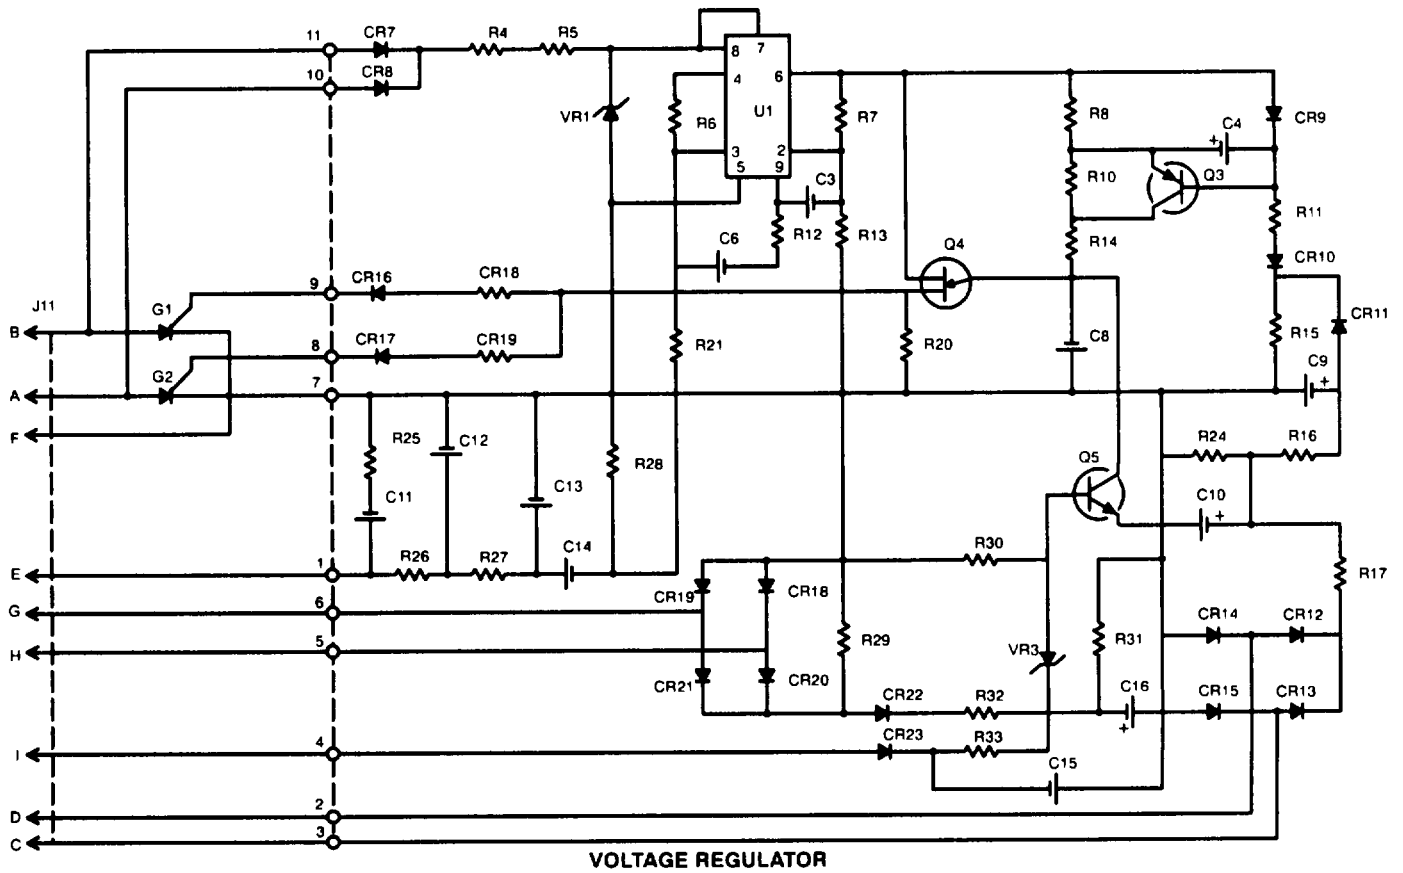 11 CR7 R4 R5 8 7
10 CR8 4 6
VR1 R6 U1 R7 R8 C4 + CR9
3 2
5 9 C3 R10 Q3
R11
C6 R12 R13 R14
Q4 CR10
9 CR16 CR18
J11 G1
B CR11
8 CR17 CR19 R21 R20 C8 R15
G2 C9 +
A 7
F R25 C12 R24 R16
R28 Q5
C11 C13 C10 +
R30
E 1 R26 R27 C14 R17
CR19 CR18
G 6
CR14 CR12
H 5 R29 VR3 R31
CR21 CR20
CR22 R32 C16 + CR15 CR13
I 4 CR23 R33
C15
D 2
C 3
VOLTAGE REGULATOR